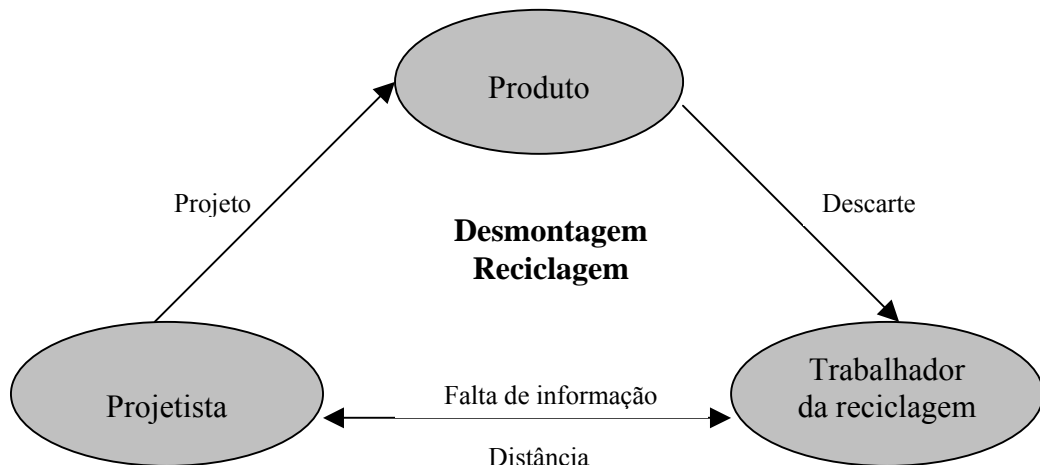 Produto
Projeto
Descarte
Desmontagem
Reciclagem
Projetista
Falta de informação
Distância
Trabalhador
da reciclagem